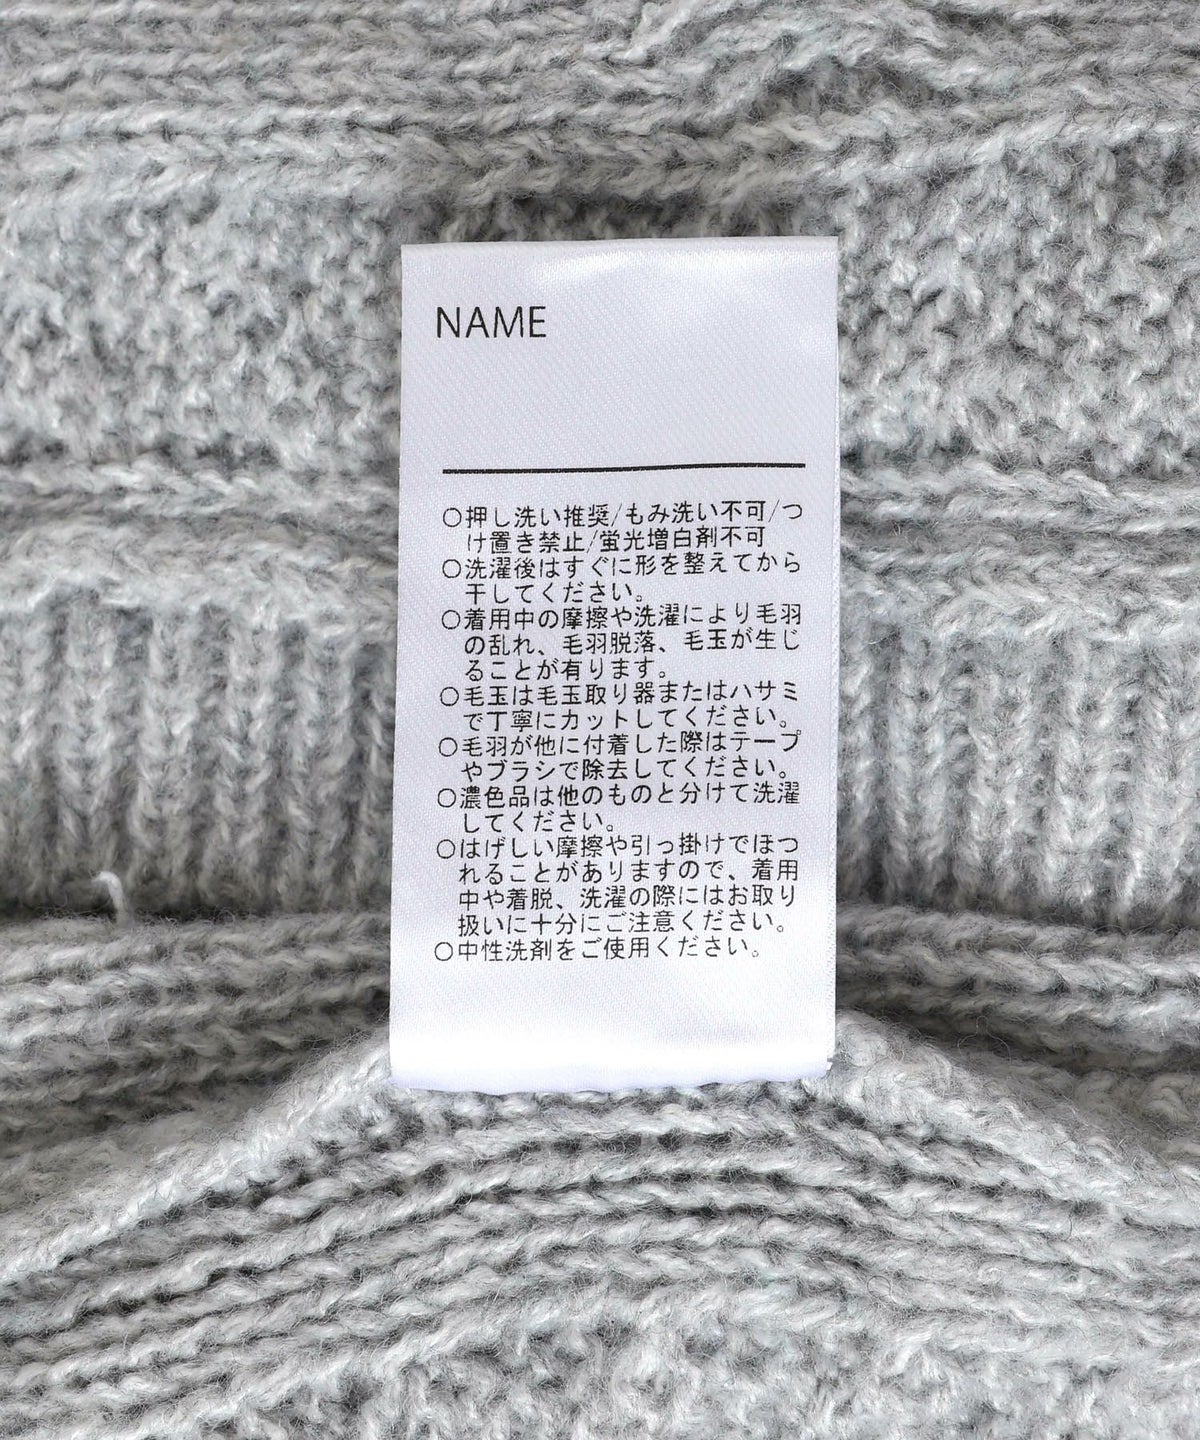 NAME
○押し洗い推奨/もみ洗い不可/つ
け置き禁止/蛍光増白剤不可
○洗濯後はすぐに形を整えてから
干してください。
○着用中の摩擦や洗濯により毛羽
の乱れ、毛羽脱落、毛玉が生じ
ることが有ります。
○毛玉は毛玉取り器またはハサミ
で丁寧にカットしてください。
○毛羽が他に付着した際はテープ
やブラシで除去してください。
○濃色品は他のものと分けて洗濯
してください。
○はげしい摩擦や引っ掛けでほつ
れることがありますので、着用
中や着脱、洗濯の際にはお取り
扱いに十分にご注意ください。
○中性洗剤をご使用ください。